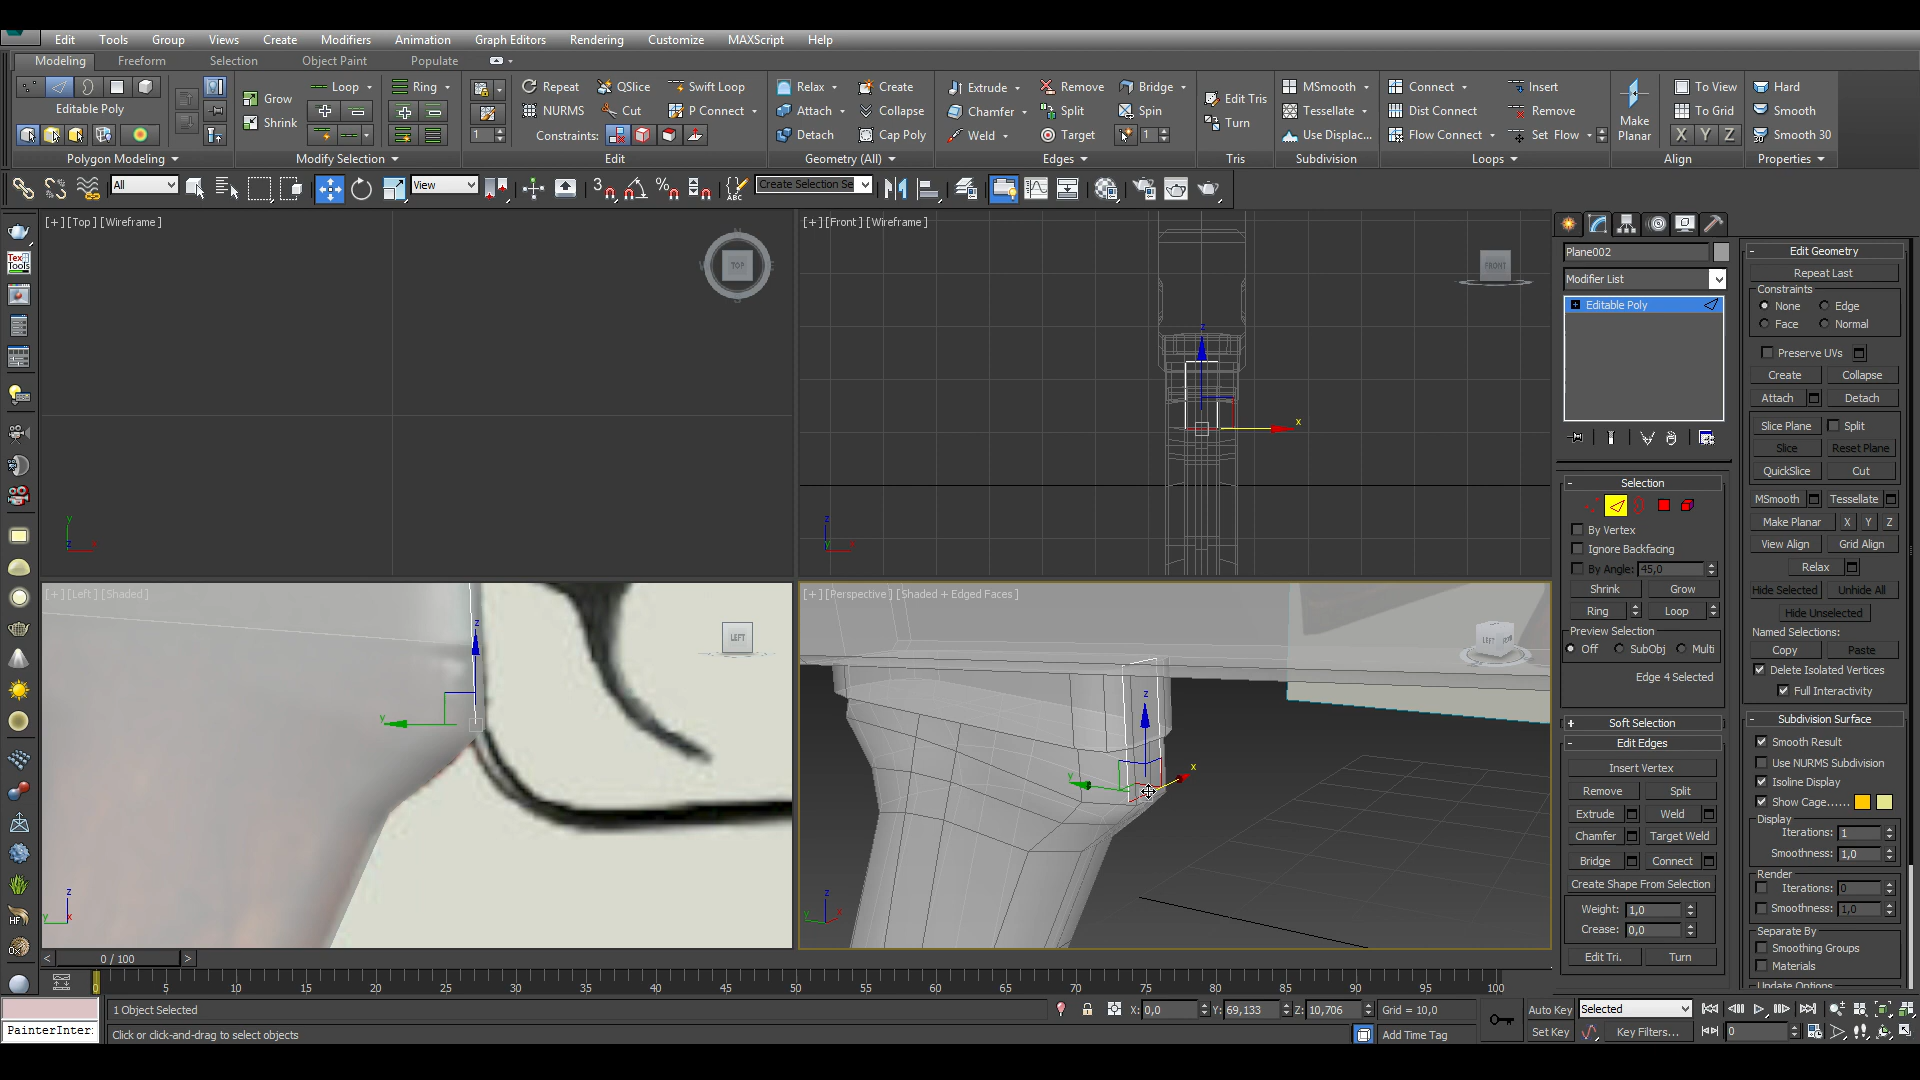 Edit Tools Group Views Create Modifiers Animation Graph Editors Rendering Customize MAXScript Help
Modeling Freeform Selection Object Paint Populate
Loop Ring Repeat QSlice Swift Loop Relax Create Extrude Remove Bridge MSmooth Connect Insert To View Hard
Editable Poly Grow NURMS Cut P Connect Attach Collapse Chamfer Split Spin Edit Tris Tessellate Dist Connect Remove Make Planar To Grid Smooth
Shrink 1 Constraints: Detach Cap Poly Weld Target 1 Turn Use Displac... Flow Connect Set Flow X Y Z Smooth 30
Polygon Modeling Modify Selection Edit Geometry (All) Edges Tris Subdivision Loops Align Properties
All View 3 % ABC Create Selection Se
[+] [Top] [Wireframe]
TOP
y
z
[+] [Front] [Wireframe]
FRONT
z
x
z
y
Text Tools
HF
[+] [Left] [Shaded]
LEFT
z
y
z
y x
[+] [Perspective] [Shaded + Edged Faces]
LEFT
z
y x
z
y x
Plane002
Modifier List
Editable Poly
- Selection
By Vertex
Ignore Backfacing
By Angle: 45,0
Shrink Grow
Ring Loop
Preview Selection
Off SubObj Multi
Edge 4 Selected
+ Soft Selection
- Edit Edges
Insert Vertex
Remove Split
Extrude Weld
Chamfer Target Weld
Bridge Connect
Create Shape From Selection
Weight: 1,0
Crease: 0,0
Edit Tri. Turn
- Edit Geometry
Repeat Last
Constraints
None Edge
Face Normal
Preserve UVs
Create Collapse
Attach Detach
Slice Plane Split
Slice Reset Plane
QuickSlice Cut
MSmooth Tessellate
Make Planar X Y Z
View Align Grid Align
Relax
Hide Selected Unhide All
Hide Unselected
Named Selections:
Copy Paste
Delete Isolated Vertices
Full Interactivity
- Subdivision Surface
Smooth Result
Use NURMS Subdivision
Isoline Display
Show Cage......
Display
Iterations: 1
Smoothness: 1,0
Render
Iterations: 0
Smoothness: 1,0
Separate By
Smoothing Groups
Materials
Update Options
< 0 / 100 >
0 5 10 15 20 25 30 35 40 45 50 55 60 65 70 75 80 85 90 95 100
1 Object Selected X: 0,0 Y: 69,133 Z: 10,706 Grid = 10,0 Auto Key Selected
PainterInter: Click or click-and-drag to select objects Add Time Tag Set Key Key Filters... 0